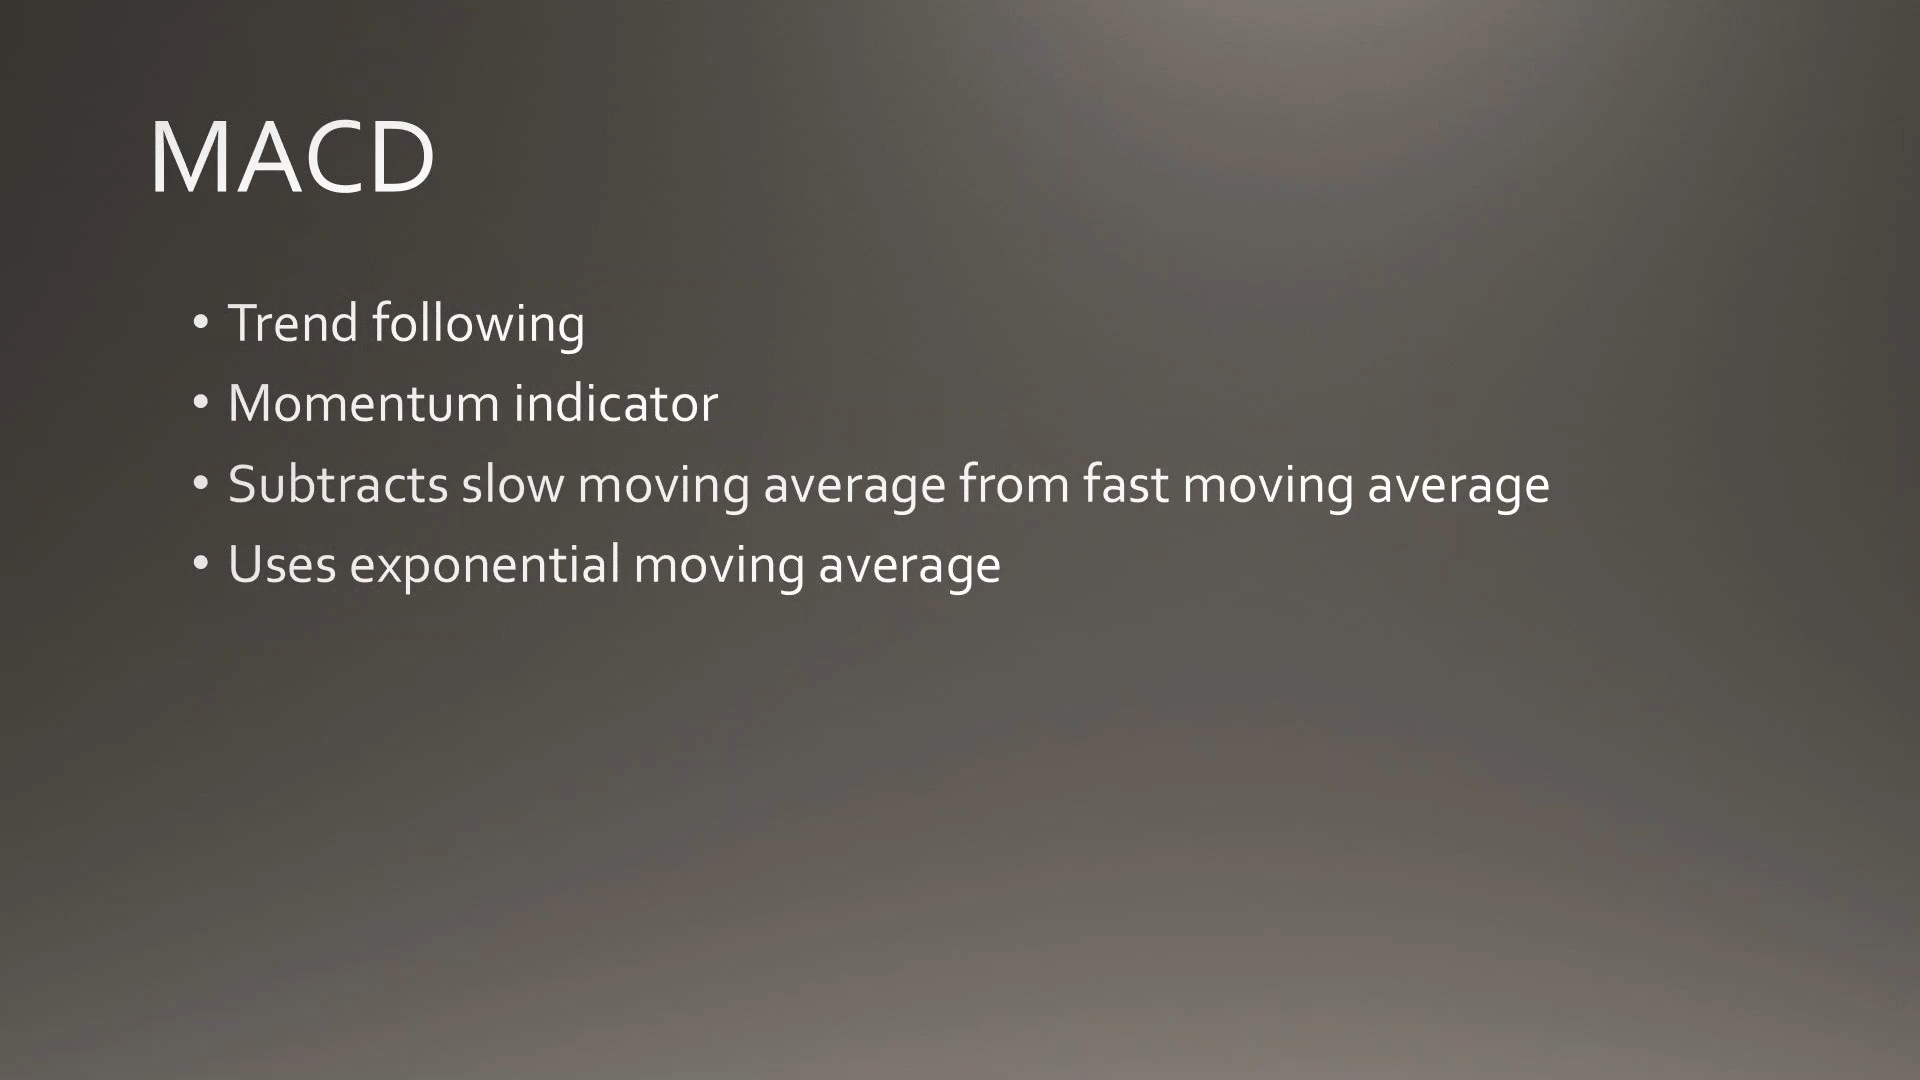 MACD
• Trend following
• Momentum indicator
• Subtracts slow moving average from fast moving average
• Uses exponential moving average